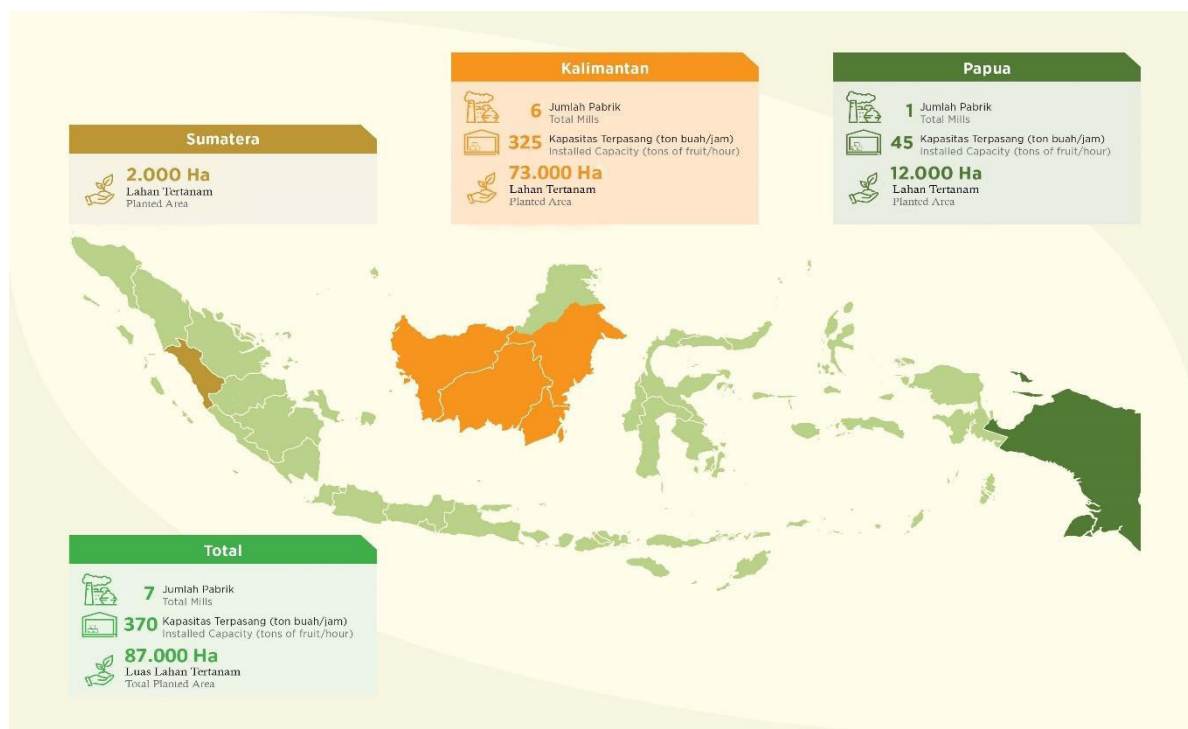 Kalimantan
6 Jumlah Pabrik
Total Mills
325 Kapasitas Terpasang (ton buah/jam)
Installed Capacity (tons of fruit/hour)
73.000 Ha
Lahan Tertanam
Planted Area
Papua
1 Jumlah Pabrik
Total Mills
45 Kapasitas Terpasang (ton buah/jam)
Installed Capacity (tons of fruit/hour)
12.000 Ha
Lahan Tertanam
Planted Area
Sumatera
2.000 Ha
Lahan Tertanam
Planted Area
Total
7 Jumlah Pabrik
Total Mills
370 Kapasitas Terpasang (ton buah/jam)
Installed Capacity (tons of fruit/hour)
87.000 Ha
Luas Lahan Tertanam
Total Planted Area